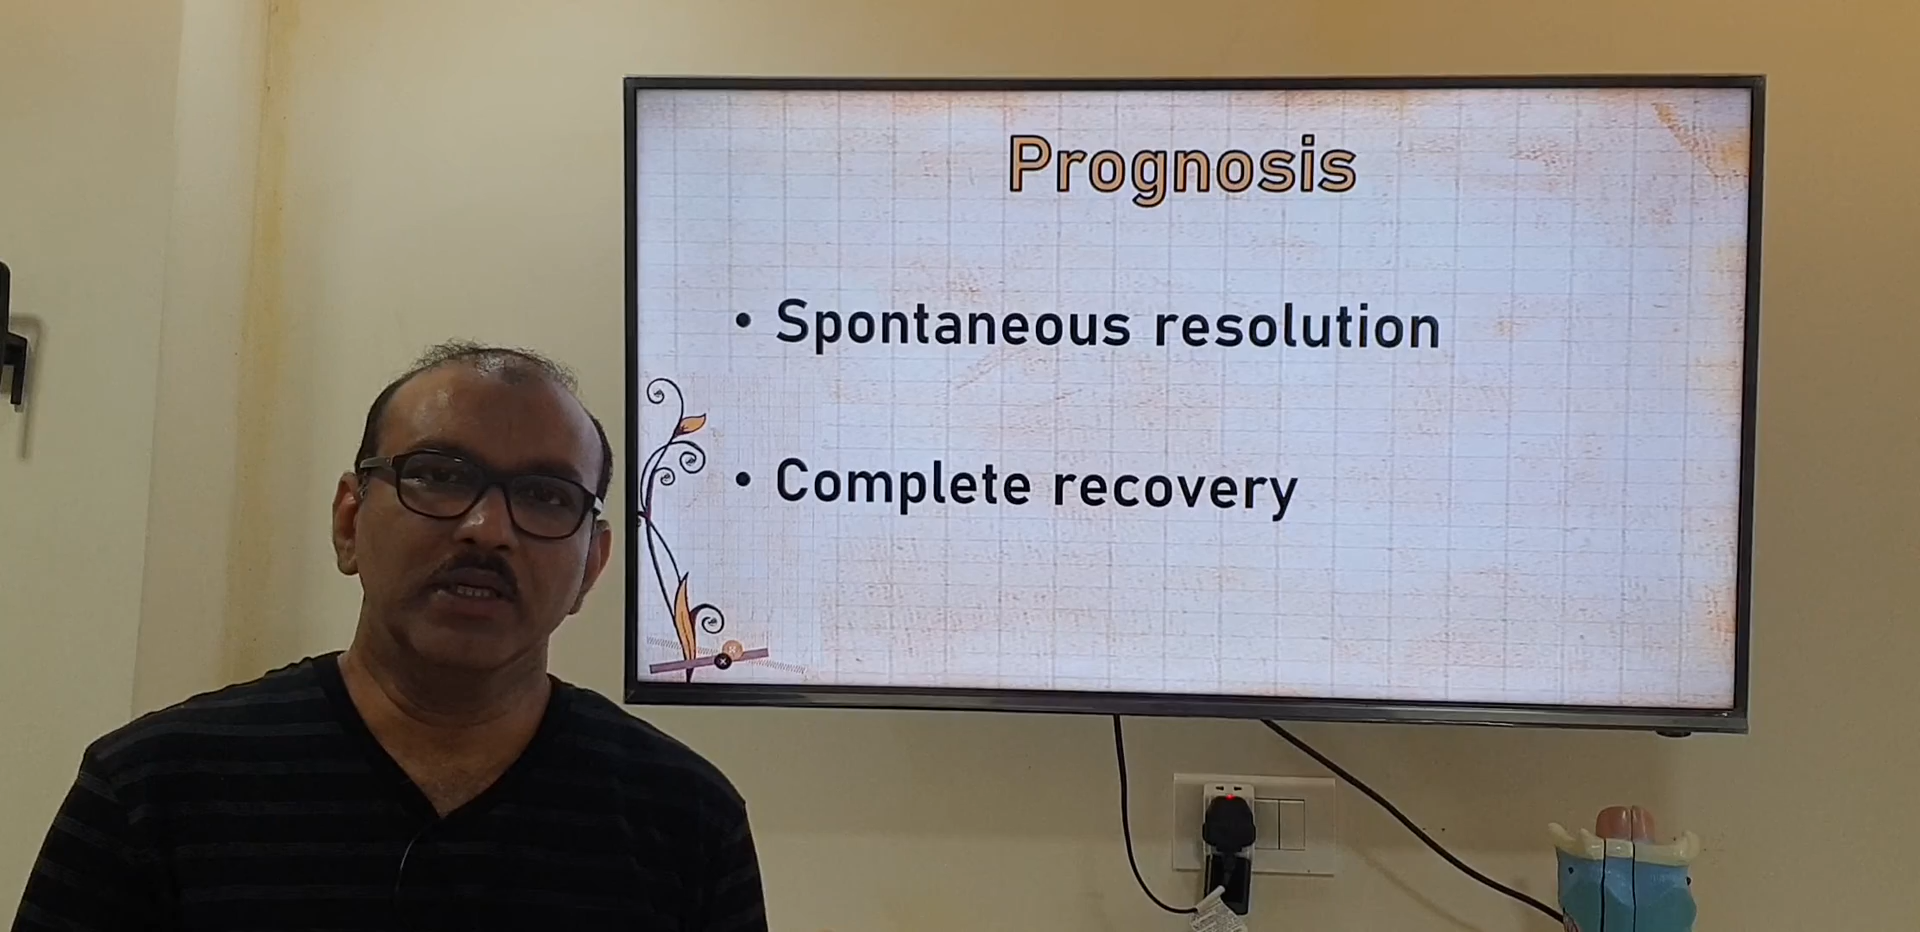 Prognosis
• Spontaneous resolution
• Complete recovery